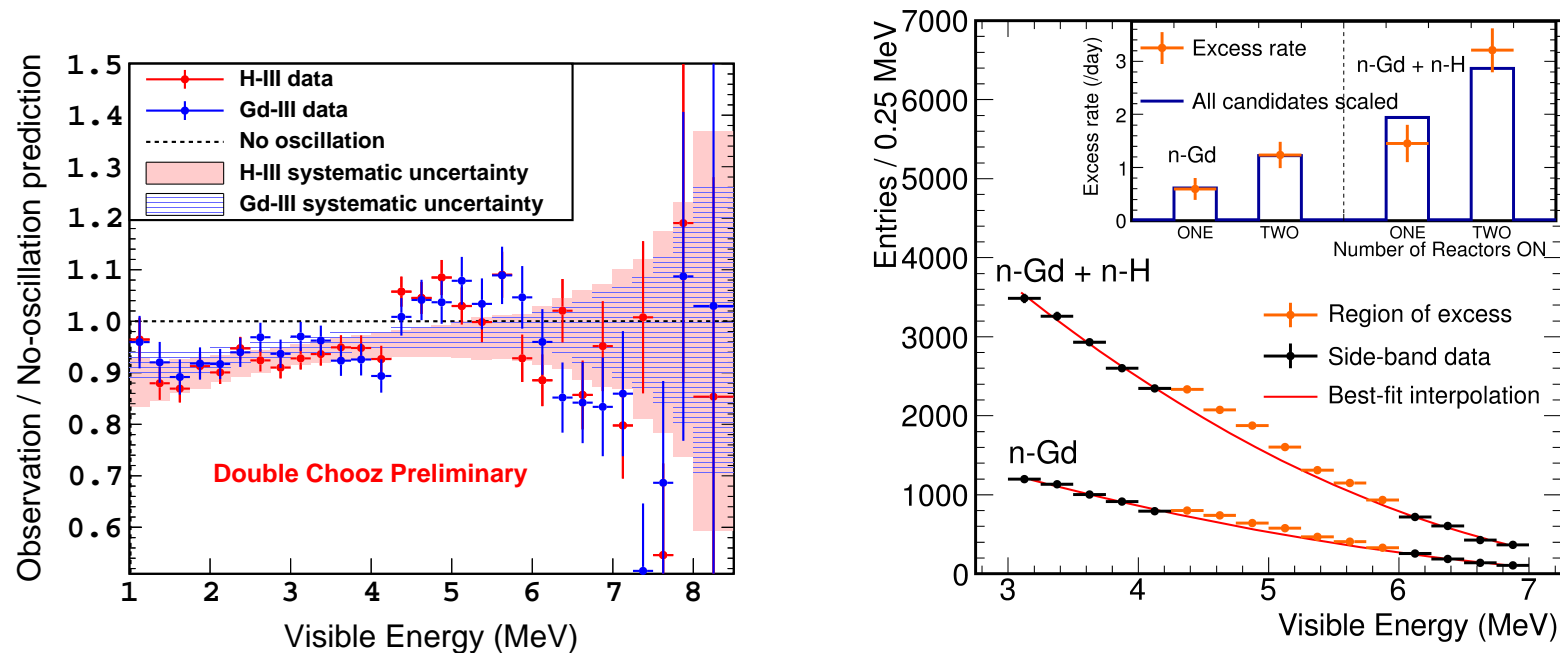 Observation / No-oscillation prediction
1.5
1.4
1.3
1.2
1.1
1.0
0.9
0.8
0.7
0.6
H-III data
Gd-III data
No oscillation
H-III systematic uncertainty
Gd-III systematic uncertainty
Double Chooz Preliminary
1 2 3 4 5 6 7 8
Visible Energy (MeV)
Entries / 0.25 MeV
7000
6000
5000
4000
3000
2000
1000
0
Excess rate (/day)
3
2
1
0
Excess rate
All candidates scaled
n-Gd
n-Gd + n-H
ONE TWO ONE TWO
Number of Reactors ON
n-Gd + n-H
n-Gd
Region of excess
Side-band data
Best-fit interpolation
3 4 5 6 7
Visible Energy (MeV)